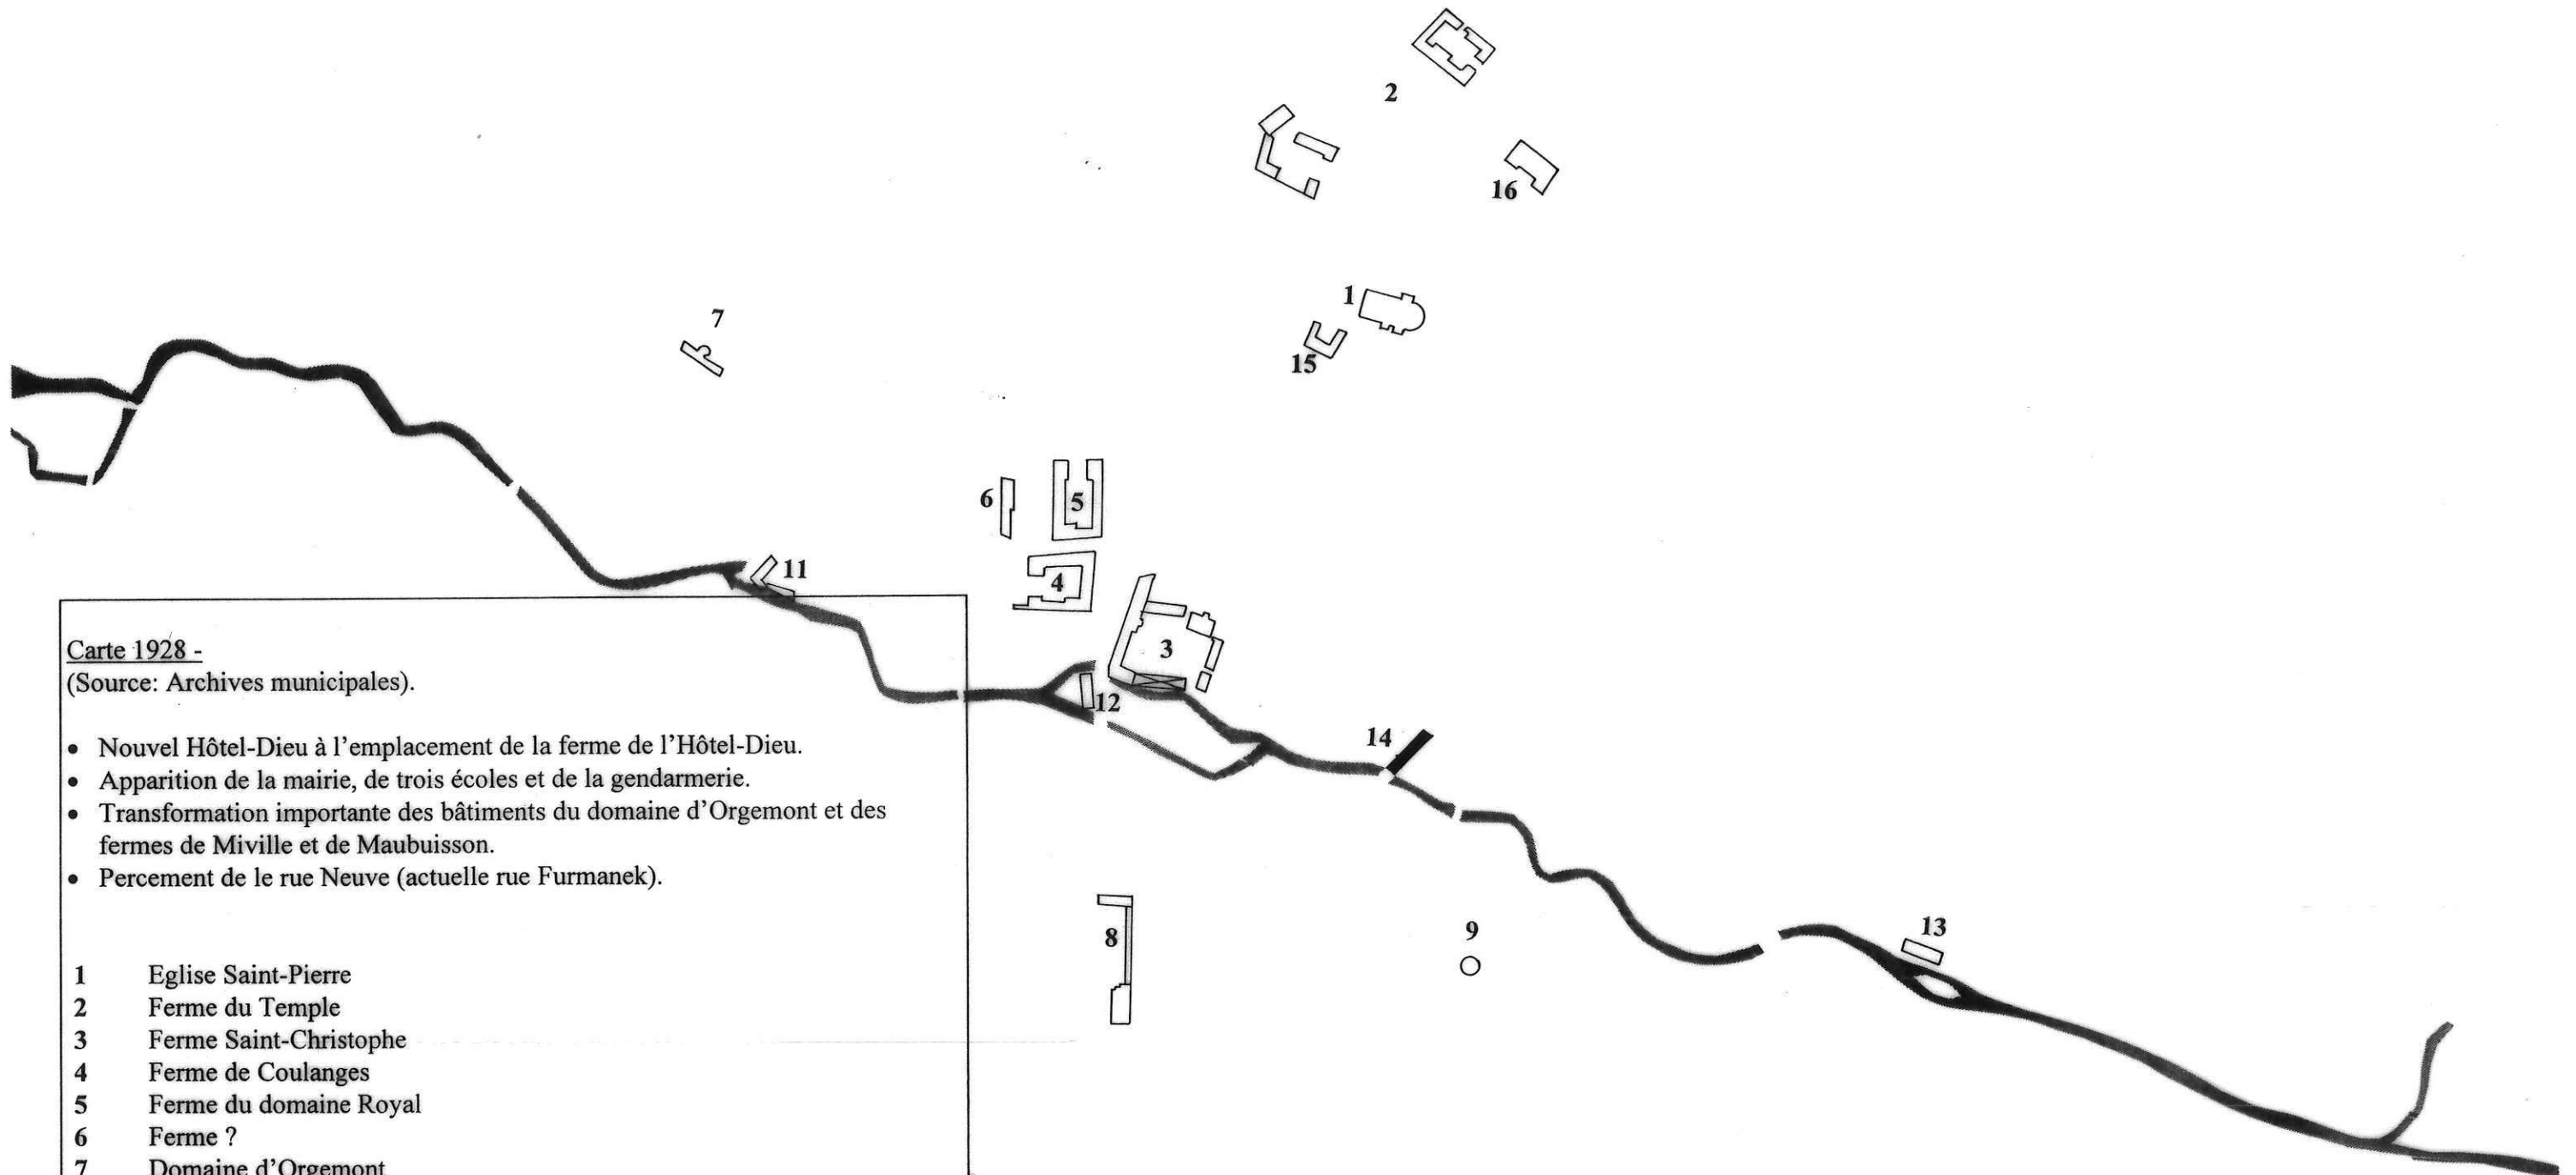 2
16
1
15
7
6
5
4
11
3
12
14
9
8
13
Carte 1928 -
(Source: Archives municipales).
• Nouvel Hôtel-Dieu à l’emplacement de la ferme de l’Hôtel-Dieu.
• Apparition de la mairie, de trois écoles et de la gendarmerie.
• Transformation importante des bâtiments du domaine d’Orgemont et des
fermes de Miville et de Maubuisson.
• Percement de le rue Neuve (actuelle rue Furmanek).
1 Eglise Saint-Pierre
2 Ferme du Temple
3 Ferme Saint-Christophe
4 Ferme de Coulanges
5 Ferme du domaine Royal
6 Ferme ?
7 Domaine d’Orgemont